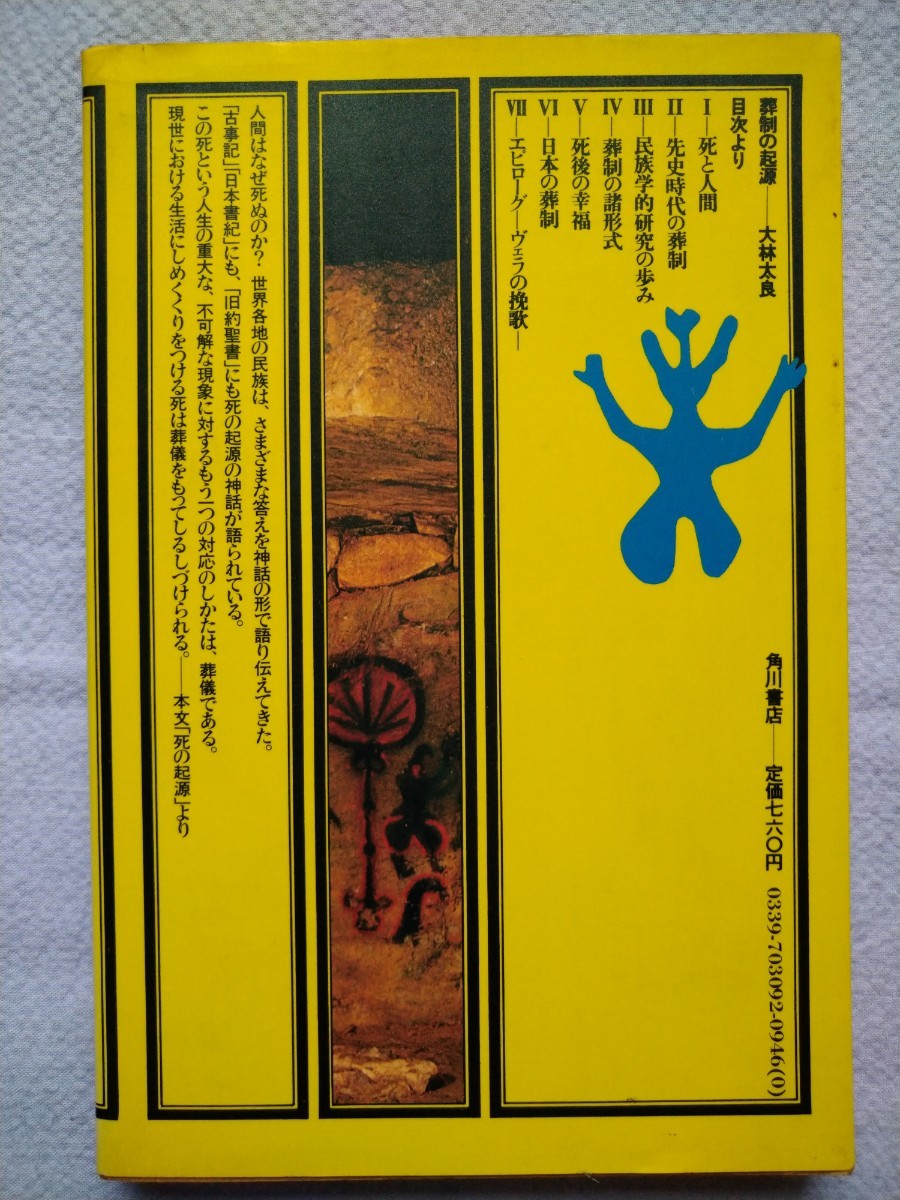 葬制の起源——大林太良
目次より
Ⅰ—死と人間
Ⅱ—先史時代の葬制
Ⅲ—民族学的研究の歩み
Ⅳ—葬制の諸形式
Ⅴ—死後の幸福
Ⅵ—日本の葬制
Ⅶ—エピローグ—ヴェラの挽歌—
角川書店——定価七六〇円 0339-703092-0946(0)
人間はなぜ死ぬのか? 世界各地の民族は、さまざまな答えを神話の形で語り伝えてきた。
「古事記」「日本書紀」にも、「旧約聖書」にも死の起源の神話が語られている。
この死という人生の重大な、不可解な現象に対するもう一つの対応のしかたは、葬儀である。
現世における生活にしめくくりをつける死は葬儀をもってしるしづけられる。——本文「死の起源」より